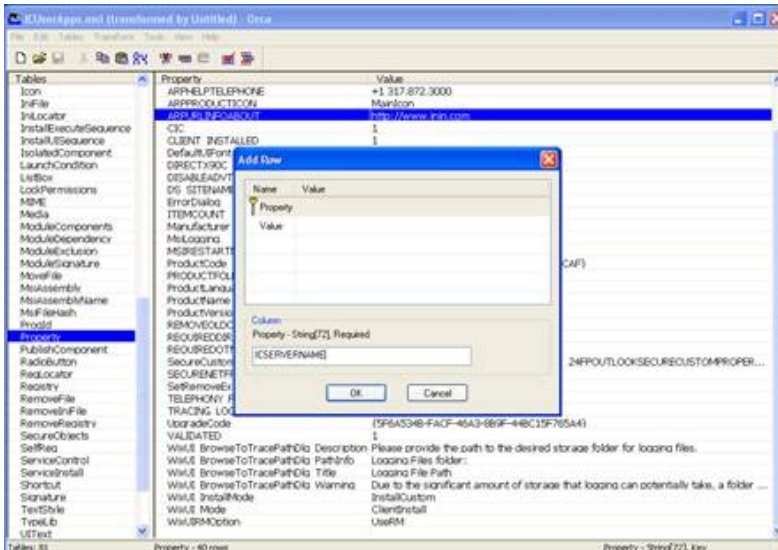 ICUserApps.msi (transformed by Untitled) - Orca
File Edit Tables Transform Tools View Help
Tables
Icon
IniFile
IniLocator
InstallExecuteSequence
InstallUISequence
IsolatedComponent
LaunchCondition
ListBox
LockPermissions
MIME
Media
ModuleComponents
ModuleDependency
ModuleExclusion
ModuleSignature
MoveFile
MsiAssembly
MsiAssemblyName
MsiFileHash
ProgId
Property
PublishComponent
RadioButton
RegLocator
Registry
RemoveFile
RemoveIniFile
RemoveRegistry
SecureObjects
SelfReg
ServiceControl
ServiceInstall
Shortcut
Signature
TextStyle
TypeLib
UIText
Property Value
ARPHELPTELEPHONE +1 317.872.3000
ARPPRODUCTICON MainIcon
ARPURLINFOABOUT http://www.inin.com
CIC 1
CLIENT_INSTALLED 1
DefaultUIFont
DIRECTX90C
DISABLEADVT
DS_SITENAME
ErrorDialog
ITEMCOUNT
Manufacturer
MsiLogging
MSIRESTARTM
ProductCode CAF}
PRODUCTFOL
ProductLangua
ProductName
ProductVersio
REMOVEOLDC
REQUIREDDIR
REQUIREDOTN
SecureCustom 24FPOUTLOOKSECURECUSTOMPROPER...
SECURENETFR
SetRemoveEx
TELEPHONY_F
TRACING_LOG
UpgradeCode {5F6A534B-FACF-46A3-8B9F-44BC15F765A4}
VALIDATED 1
WixUI_BrowseToTracePathDlg_Description Please provide the path to the desired storage folder for logging files.
WixUI_BrowseToTracePathDlg_PathInfo Logging Files folder:
WixUI_BrowseToTracePathDlg_Title Logging File Path
WixUI_BrowseToTracePathDlg_Warning Due to the significant amount of storage that logging can potentially take, a folder ...
WixUI_InstallMode InstallCustom
WixUI_Mode ClientInstall
WixUIRMOption UseRM
Add Row
Name Value
Property
Value
Column
Property - String[72], Required
ICSERVERNAME
OK Cancel
Tables: 81 Property - 40 rows Property - String[72], Key